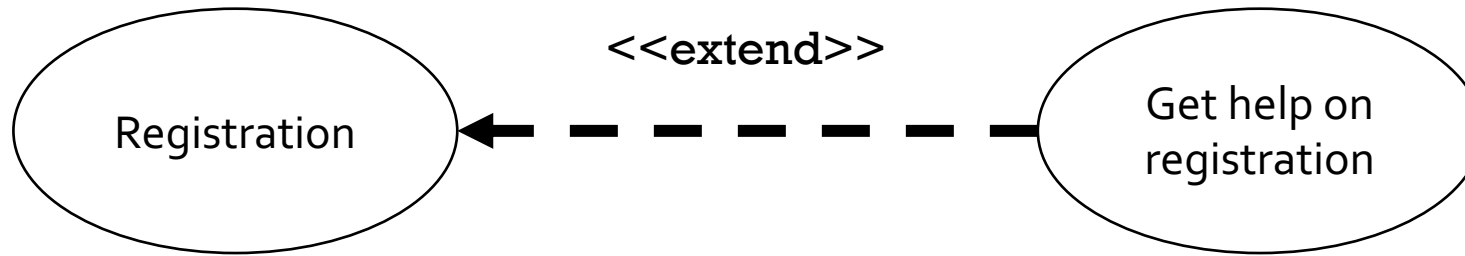 <<extend>>
Registration
Get help on
registration